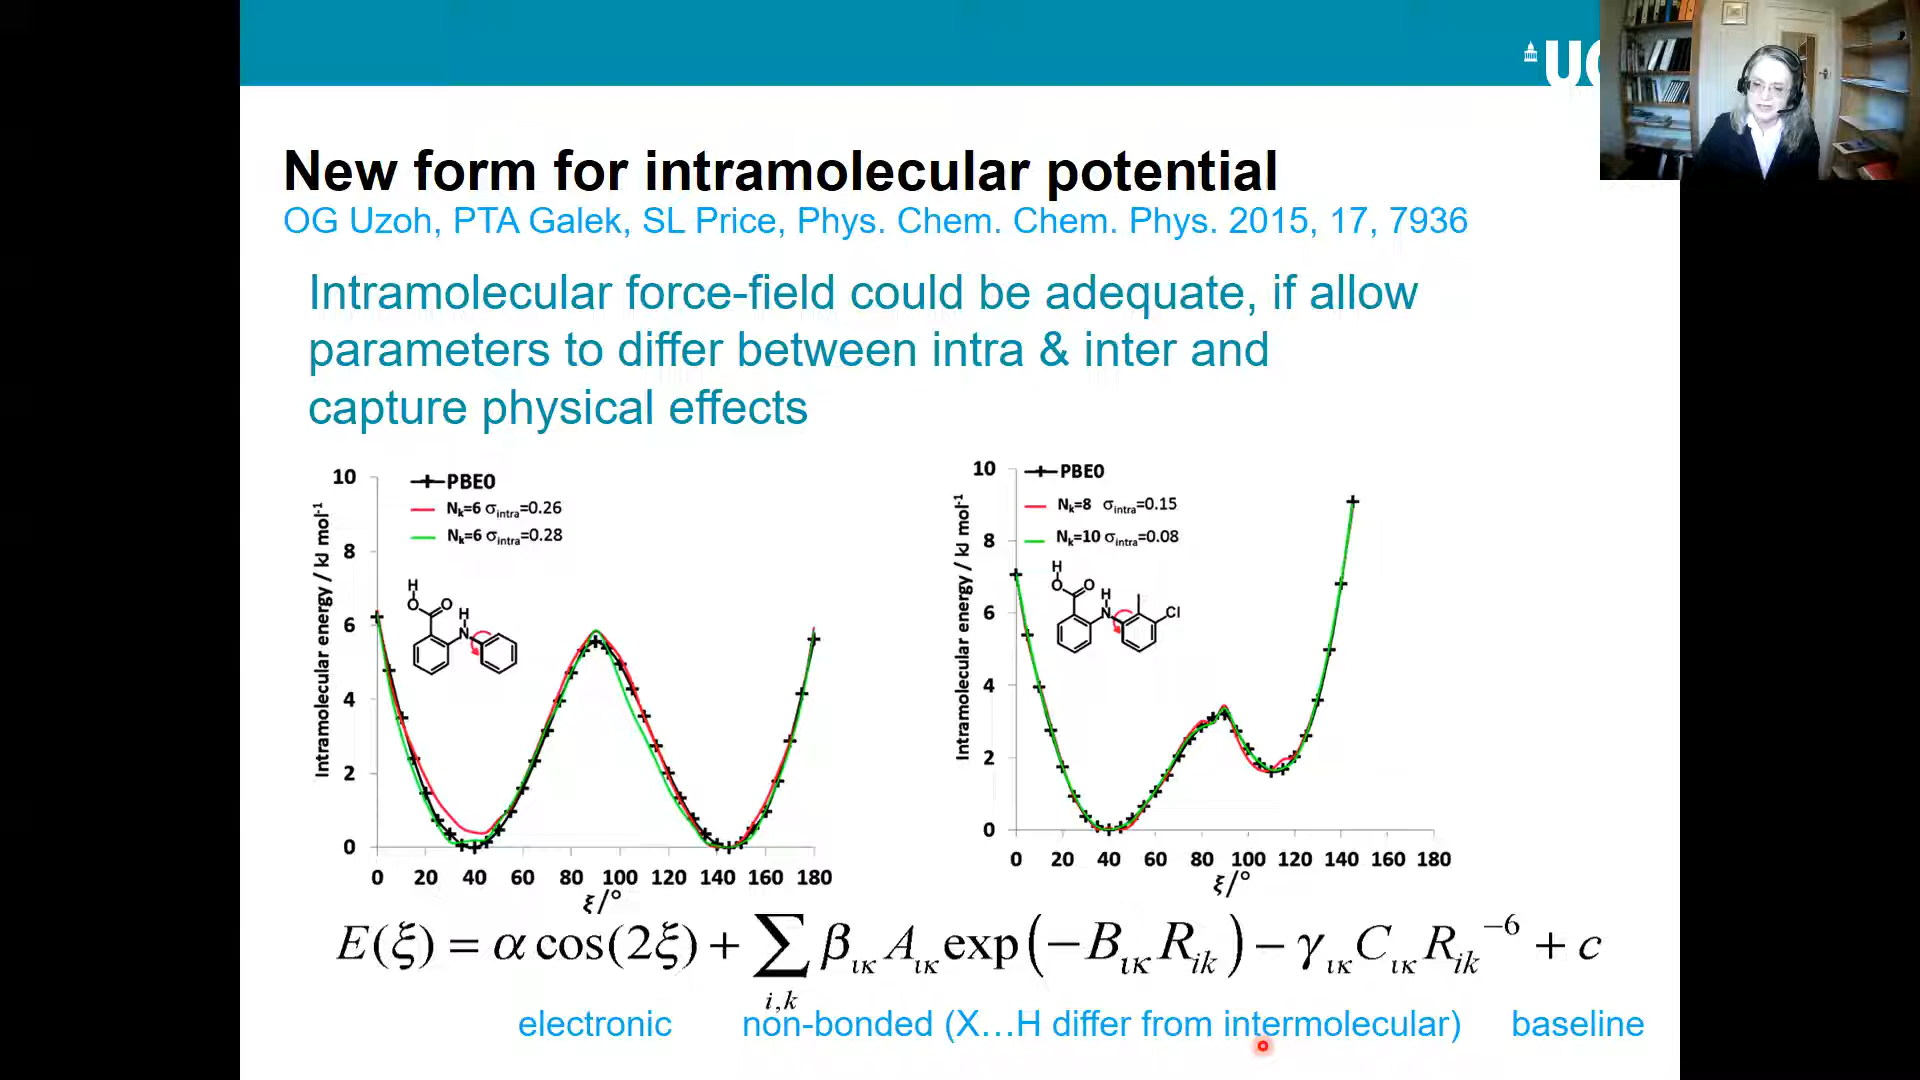 UC
New form for intramolecular potential
OG Uzoh, PTA Galek, SL Price, Phys. Chem. Chem. Phys. 2015, 17, 7936
Intramolecular force-field could be adequate, if allow
parameters to differ between intra & inter and
capture physical effects
Intramolecular energy / kJ mol⁻¹
10
8
6
4
2
0
PBE0
Nₖ=6 σintra=0.26
Nₖ=6 σintra=0.28
H
O
O
H
N
0 20 40 60 80 100 120 140 160 180
ξ/°
Intramolecular energy / kJ mol⁻¹
10
8
6
4
2
0
PBE0
Nₖ=8 σintra=0.15
Nₖ=10 σintra=0.08
H
O
O
H
N
Cl
0 20 40 60 80 100 120 140 160 180
ξ/°
E(ξ) = α cos(2ξ) + ∑i,k βικ Aικ exp(−Bικ Rik) − γικ Cικ Rik⁻⁶ + c
electronic non-bonded (X…H differ from intermolecular) baseline